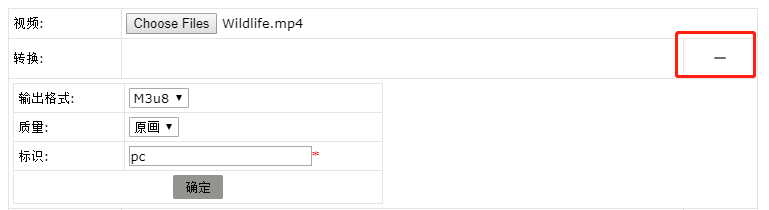 视频: Choose Files Wildlife.mp4
转换: －
输出格式: M3u8 ▼
质量: 原画 ▼
标识: pc*
确定